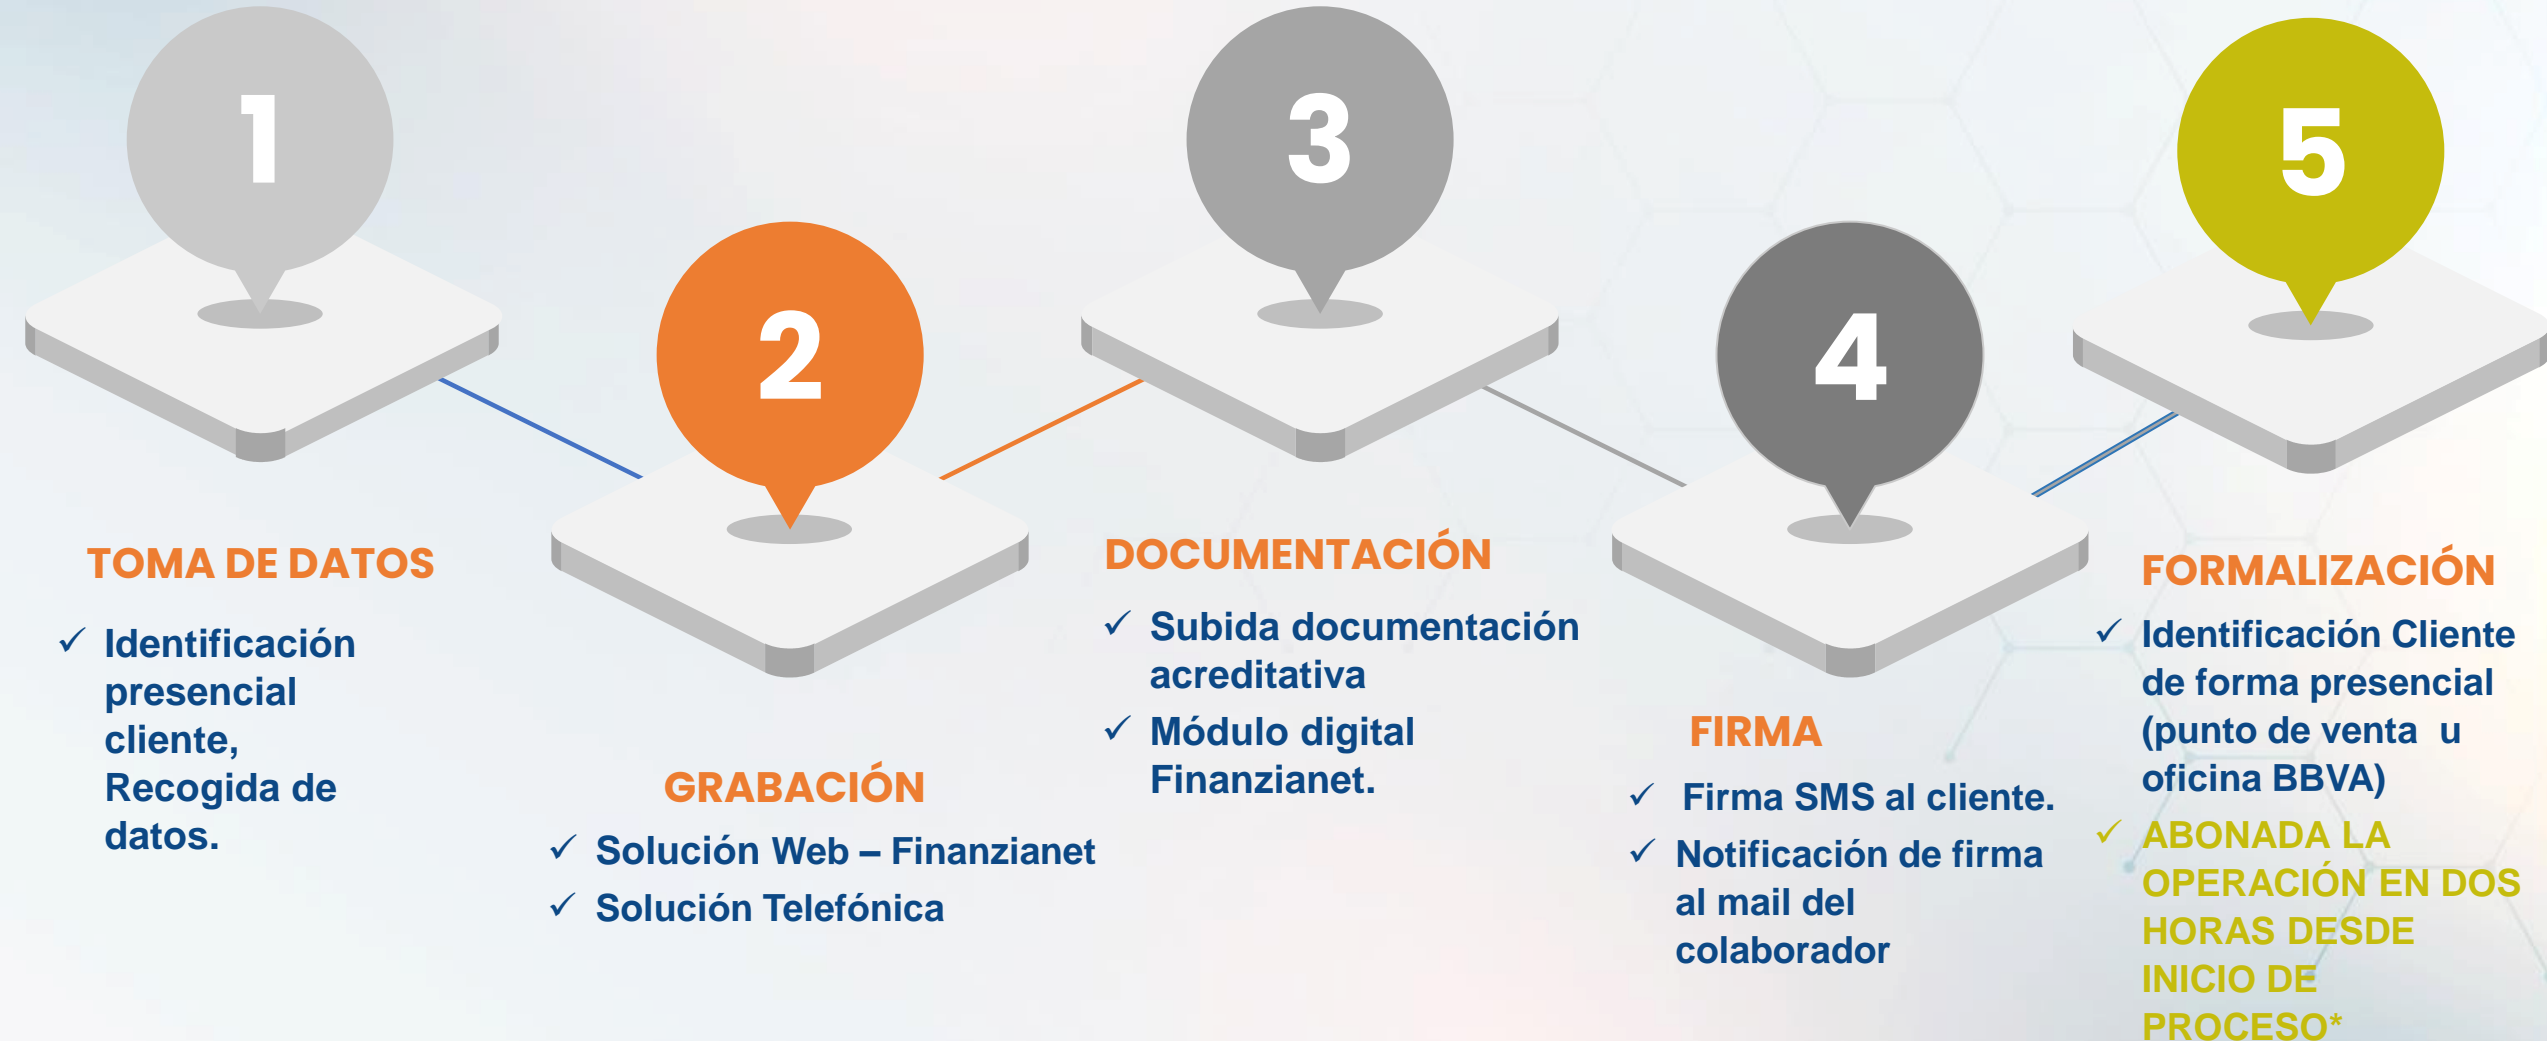 1
TOMA DE DATOS
✓ Identificación
presencial
cliente,
Recogida de
datos.
2
GRABACIÓN
✓ Solución Web – Finanzianet
✓ Solución Telefónica
3
DOCUMENTACIÓN
✓ Subida documentación
acreditativa
✓ Módulo digital
Finanzianet.
4
FIRMA
✓ Firma SMS al cliente.
✓ Notificación de firma
al mail del
colaborador
5
FORMALIZACIÓN
✓ Identificación Cliente
de forma presencial
(punto de venta u
oficina BBVA)
✓ ABONADA LA
OPERACIÓN EN DOS
HORAS DESDE
INICIO DE
PROCESO*